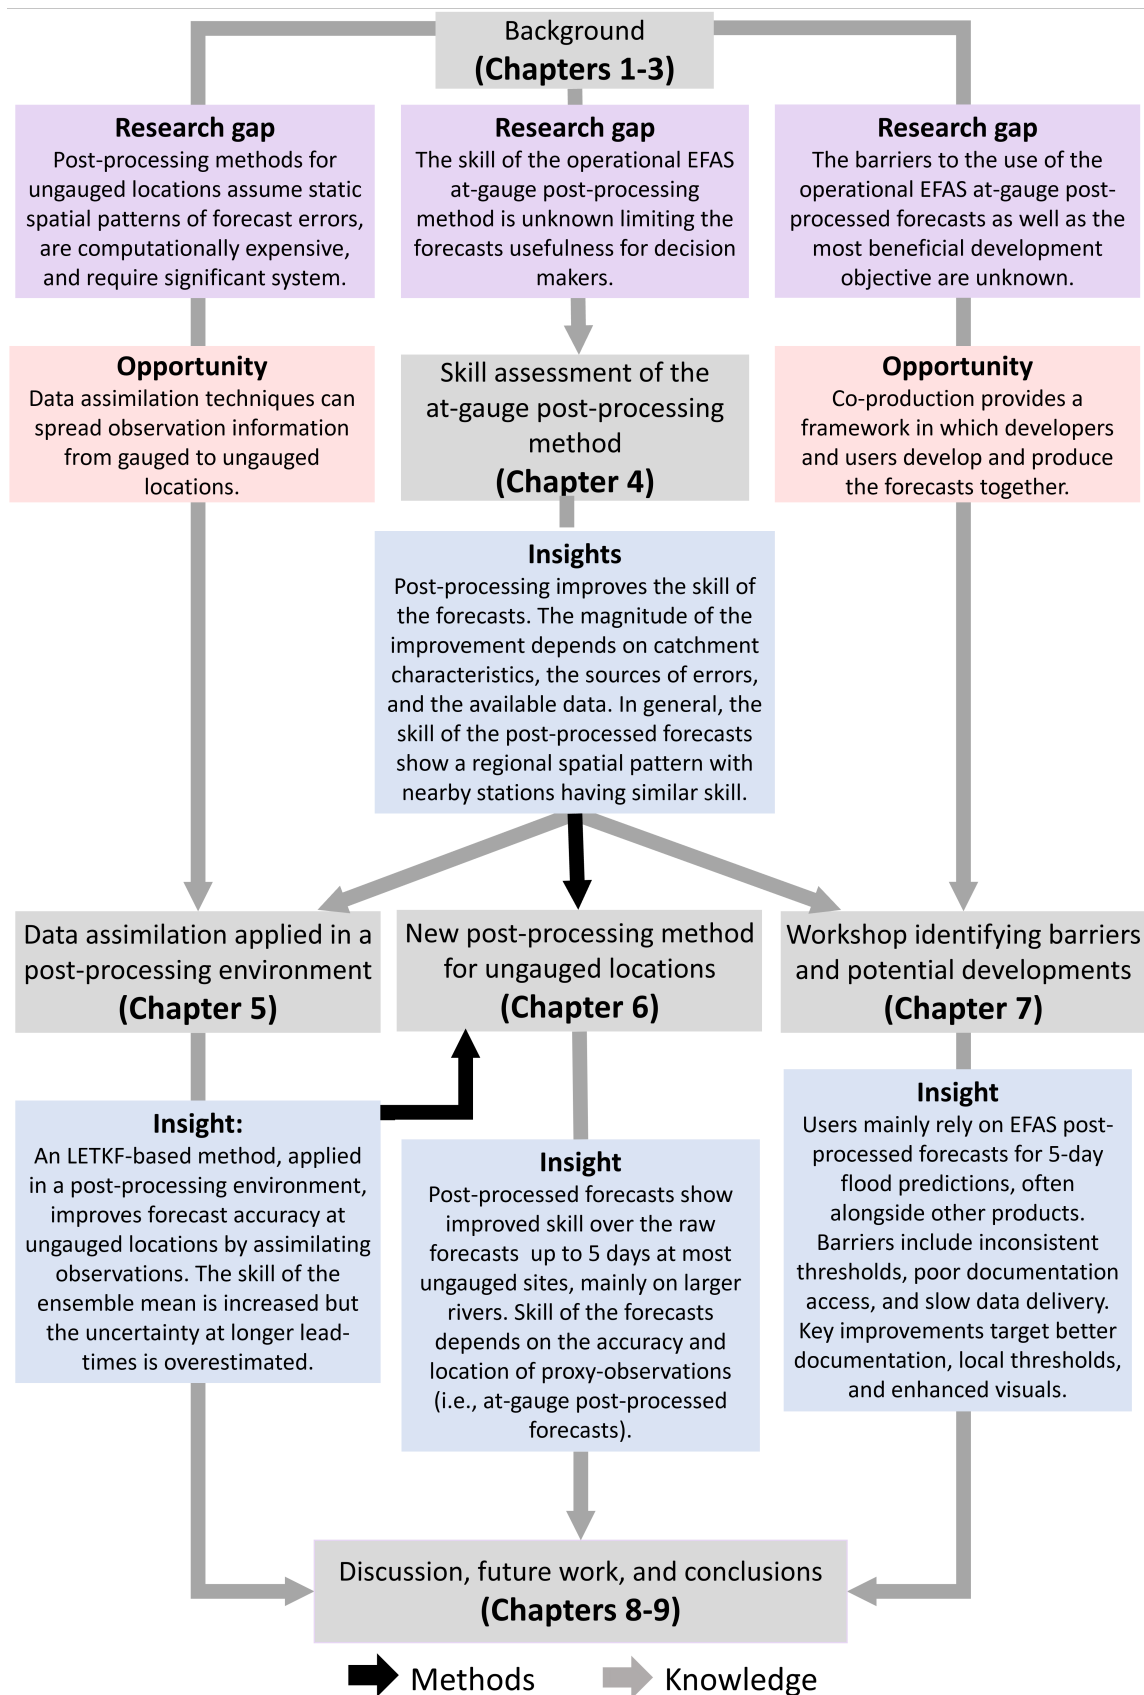 Background
(Chapters 1-3)
Research gap
Post-processing methods for
ungauged locations assume static
spatial patterns of forecast errors,
are computationally expensive,
and require significant system.
Research gap
The skill of the operational EFAS
at-gauge post-processing
method is unknown limiting the
forecasts usefulness for decision
makers.
Research gap
The barriers to the use of the
operational EFAS at-gauge post-
processed forecasts as well as the
most beneficial development
objective are unknown.
Opportunity
Data assimilation techniques can
spread observation information
from gauged to ungauged
locations.
Skill assessment of the
at-gauge post-processing
method
(Chapter 4)
Opportunity
Co-production provides a
framework in which developers
and users develop and produce
the forecasts together.
Insights
Post-processing improves the skill of
the forecasts. The magnitude of the
improvement depends on catchment
characteristics, the sources of errors,
and the available data. In general, the
skill of the post-processed forecasts
show a regional spatial pattern with
nearby stations having similar skill.
Data assimilation applied in a
post-processing environment
(Chapter 5)
New post-processing method
for ungauged locations
(Chapter 6)
Workshop identifying barriers
and potential developments
(Chapter 7)
Insight:
An LETKF-based method, applied
in a post-processing environment,
improves forecast accuracy at
ungauged locations by assimilating
observations. The skill of the
ensemble mean is increased but
the uncertainty at longer lead-
times is overestimated.
Insight
Post-processed forecasts show
improved skill over the raw
forecasts up to 5 days at most
ungauged sites, mainly on larger
rivers. Skill of the forecasts
depends on the accuracy and
location of proxy-observations
(i.e., at-gauge post-processed
forecasts).
Insight
Users mainly rely on EFAS post-
processed forecasts for 5-day
flood predictions, often
alongside other products.
Barriers include inconsistent
thresholds, poor documentation
access, and slow data delivery.
Key improvements target better
documentation, local thresholds,
and enhanced visuals.
Discussion, future work, and conclusions
(Chapters 8-9)
Methods
Knowledge